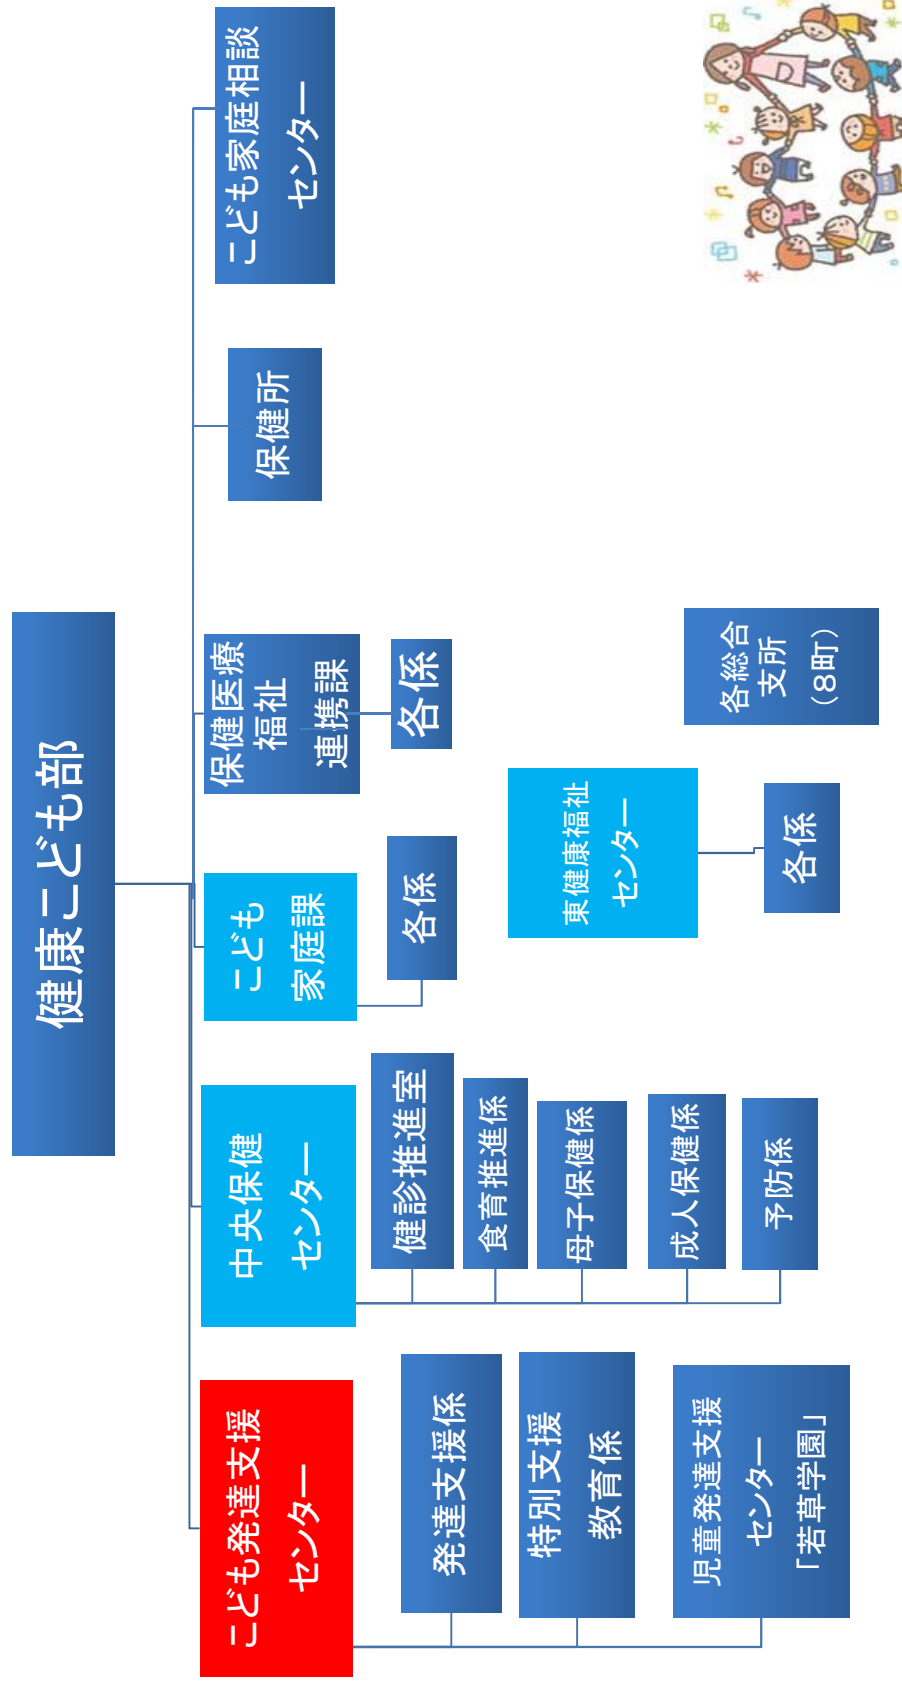 健康こども部
こども発達支援
センター
発達支援係
特別支援
教育係
児童発達支援
センター
「若草学園」
中央保健
センター
健診推進室
食育推進係
母子保健係
成人保健係
予防係
こども
家庭課
各係
保健医療
福祉
連携課
各係
保健所
こども家庭相談
センター
東健康福祉
センター
各係
各総合
支所
（8町）